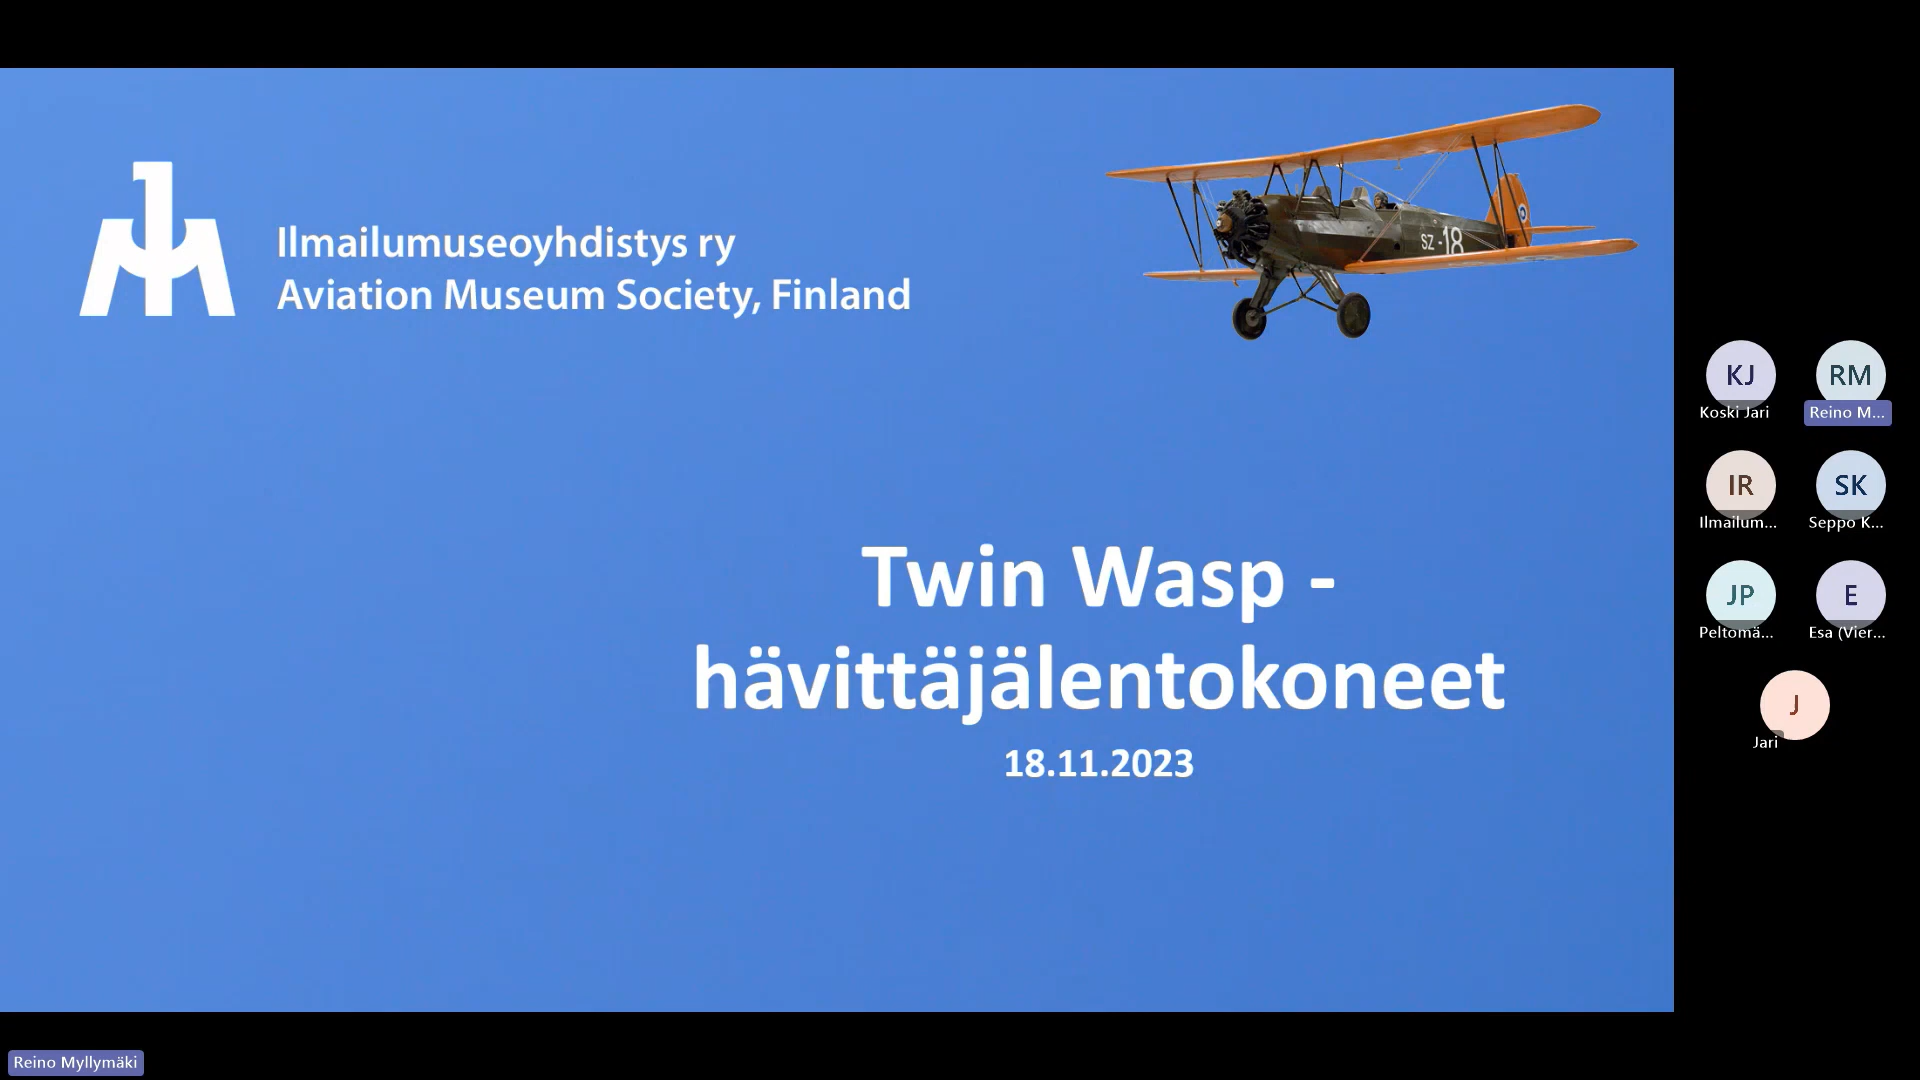 Ilmailumuseoyhdistys ry
Aviation Museum Society, Finland
SZ-18
Twin Wasp -
hävittäjälentokoneet
18.11.2023
KJ
RM
Koski Jari
Reino M...
IR
SK
Ilmailum...
Seppo K...
JP
E
Peltomä...
Esa (Vier...
J
Jari
Reino Myllymäki